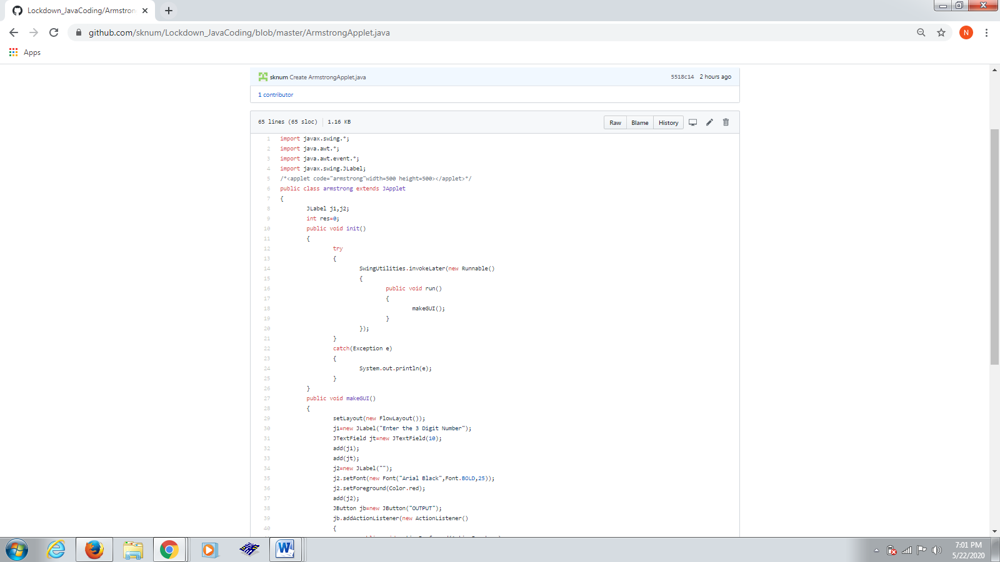 Lockdown_JavaCoding/Armstron
github.com/sknum/Lockdown_JavaCoding/blob/master/ArmstrongApplet.java
N
Apps
sknum Create ArmstrongApplet.java 5518c14 2 hours ago
1 contributor
65 lines (65 sloc) 1.16 KB Raw Blame History
1 import javax.swing.*;
2 import java.awt.*;
3 import java.awt.event.*;
4 import javax.swing.JLabel;
5 /*<applet code="armstrong"width=500 height=500></applet>*/
6 public class armstrong extends JApplet
7 {
8 JLabel j1,j2;
9 int res=0;
10 public void init()
11 {
12 try
13 {
14 SwingUtilities.invokeLater(new Runnable()
15 {
16 public void run()
17 {
18 makeGUI();
19 }
20 });
21 }
22 catch(Exception e)
23 {
24 System.out.println(e);
25 }
26 }
27 public void makeGUI()
28 {
29 setLayout(new FlowLayout());
30 j1=new JLabel("Enter the 3 Digit Number");
31 JTextField jt=new JTextField(10);
32 add(j1);
33 add(jt);
34 j2=new JLabel("");
35 j2.setFont(new Font("Arial Black",Font.BOLD,25));
36 j2.setForeground(Color.red);
37 add(j2);
38 JButton jb=new JButton("OUTPUT");
39 jb.addActionListener(new ActionListener()
40 {
W
7:01 PM
5/22/2020